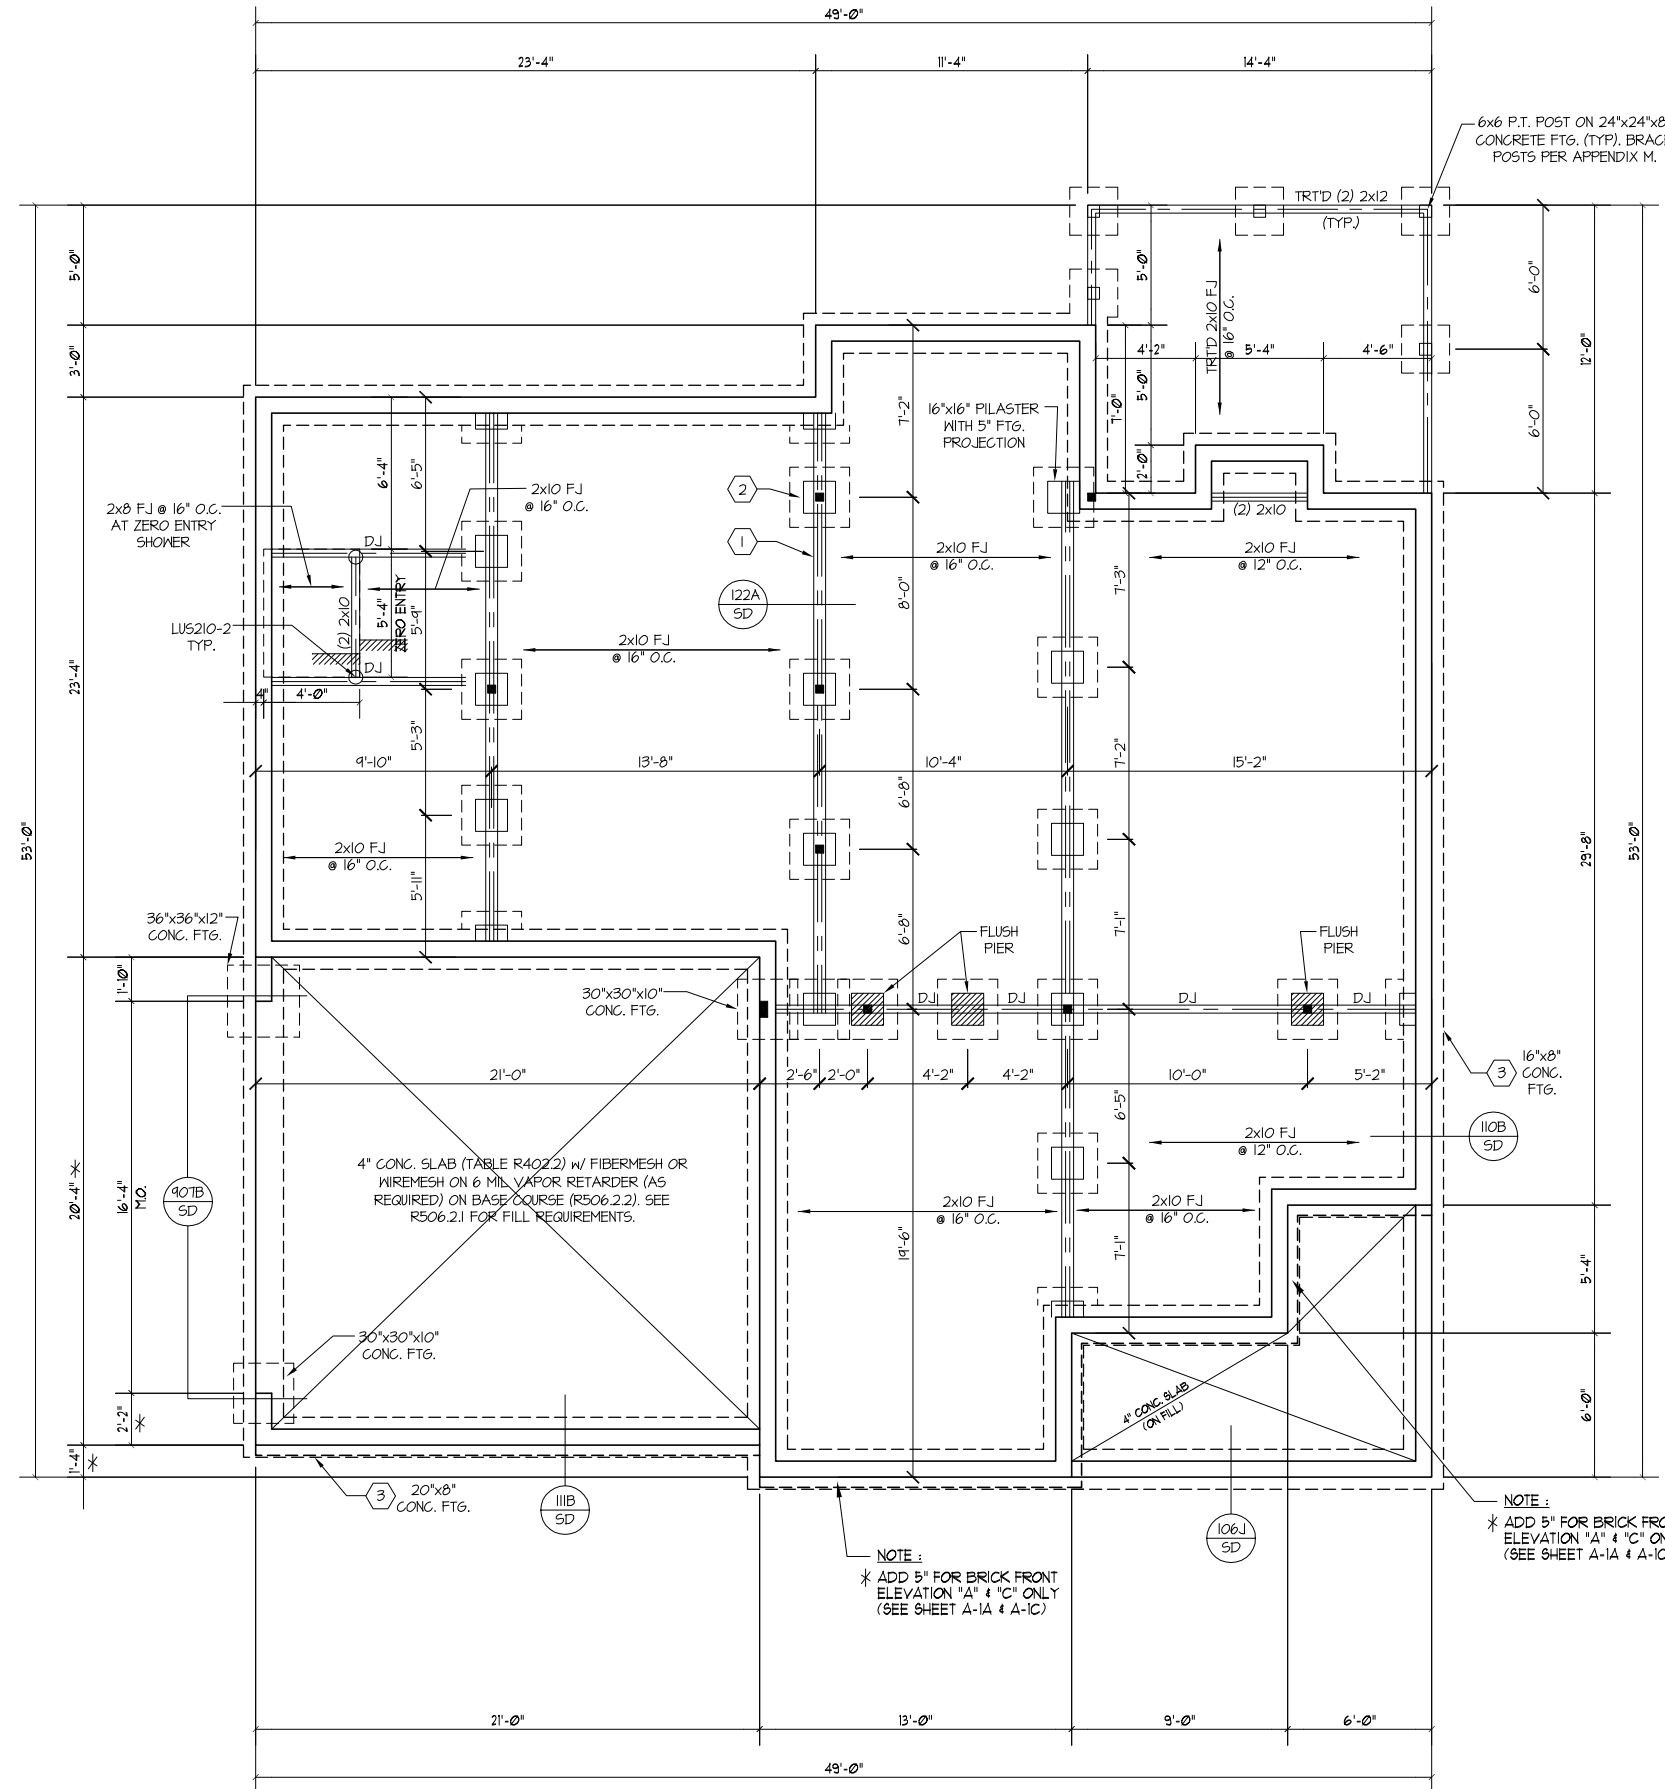 49'-0"
23'-4"
11'-4"
14'-4"
6x6 P.T. POST ON 24"x24"x8
CONCRETE FTG. (TYP). BRAC
POSTS PER APPENDIX M.
TRT'D (2) 2x12
(TYP.)
5'-0"
3'-0"
23'-4"
53'-0"
20'-4"
1'-4"
1'-10"
16'-4"
M.O.
2'-2"
5'-0"
5'-0"
7'-0"
2'-0"
TRT'D 2x10 FJ
@ 16" O.C.
4'-2"
5'-4"
4'-6"
6'-0"
6'-0"
12'-0"
29'-8"
53'-0"
5'-4"
6'-0"
16"x16" PILASTER
WITH 5" FTG.
PROJECTION
7'-2"
8'-0"
6'-8"
6'-8"
19'-6"
6'-4"
6'-5"
2x10 FJ
@ 16" O.C.
2x8 FJ @ 16" O.C.
AT ZERO ENTRY
SHOWER
DJ
(2) 2x10
5'-4"
ZERO ENTRY
5'-9"
LUS210-2
TYP.
DJ
4"
4'-0"
5'-3"
5'-11"
2
1
122A
SD
2x10 FJ
@ 16" O.C.
2x10 FJ
@ 16" O.C.
(2) 2x10
2x10 FJ
@ 12" O.C.
7'-3"
7'-2"
7'-1"
6'-5"
7'-1"
9'-10"
13'-8"
10'-4"
15'-2"
2x10 FJ
@ 16" O.C.
36"x36"x12"
CONC. FTG.
FLUSH
PIER
FLUSH
PIER
30"x30"x10"
CONC. FTG.
DJ
DJ
DJ
DJ
21'-0"
2'-6"
2'-0"
4'-2"
4'-2"
10'-0"
5'-2"
3
16"x8"
CONC.
FTG.
110B
SD
2x10 FJ
@ 12" O.C.
907B
SD
4" CONC. SLAB (TABLE R402.2) W/ FIBERMESH OR
WIREMESH ON 6 MIL VAPOR RETARDER (AS
REQUIRED) ON BASE COURSE (R506.2.2). SEE
R506.2.1 FOR FILL REQUIREMENTS.
2x10 FJ
@ 16" O.C.
2x10 FJ
@ 16" O.C.
30"x30"x10"
CONC. FTG.
4" CONC. SLAB
(ON FILL)
3
20"x8"
CONC. FTG.
111B
SD
106J
SD
NOTE :
ADD 5" FOR BRICK FRONT
ELEVATION "A" & "C" ONLY
(SEE SHEET A-1A & A-1C)
NOTE :
ADD 5" FOR BRICK FRO
ELEVATION "A" & "C" ON
(SEE SHEET A-1A & A-1C
21'-0"
13'-0"
9'-0"
6'-0"
49'-0"